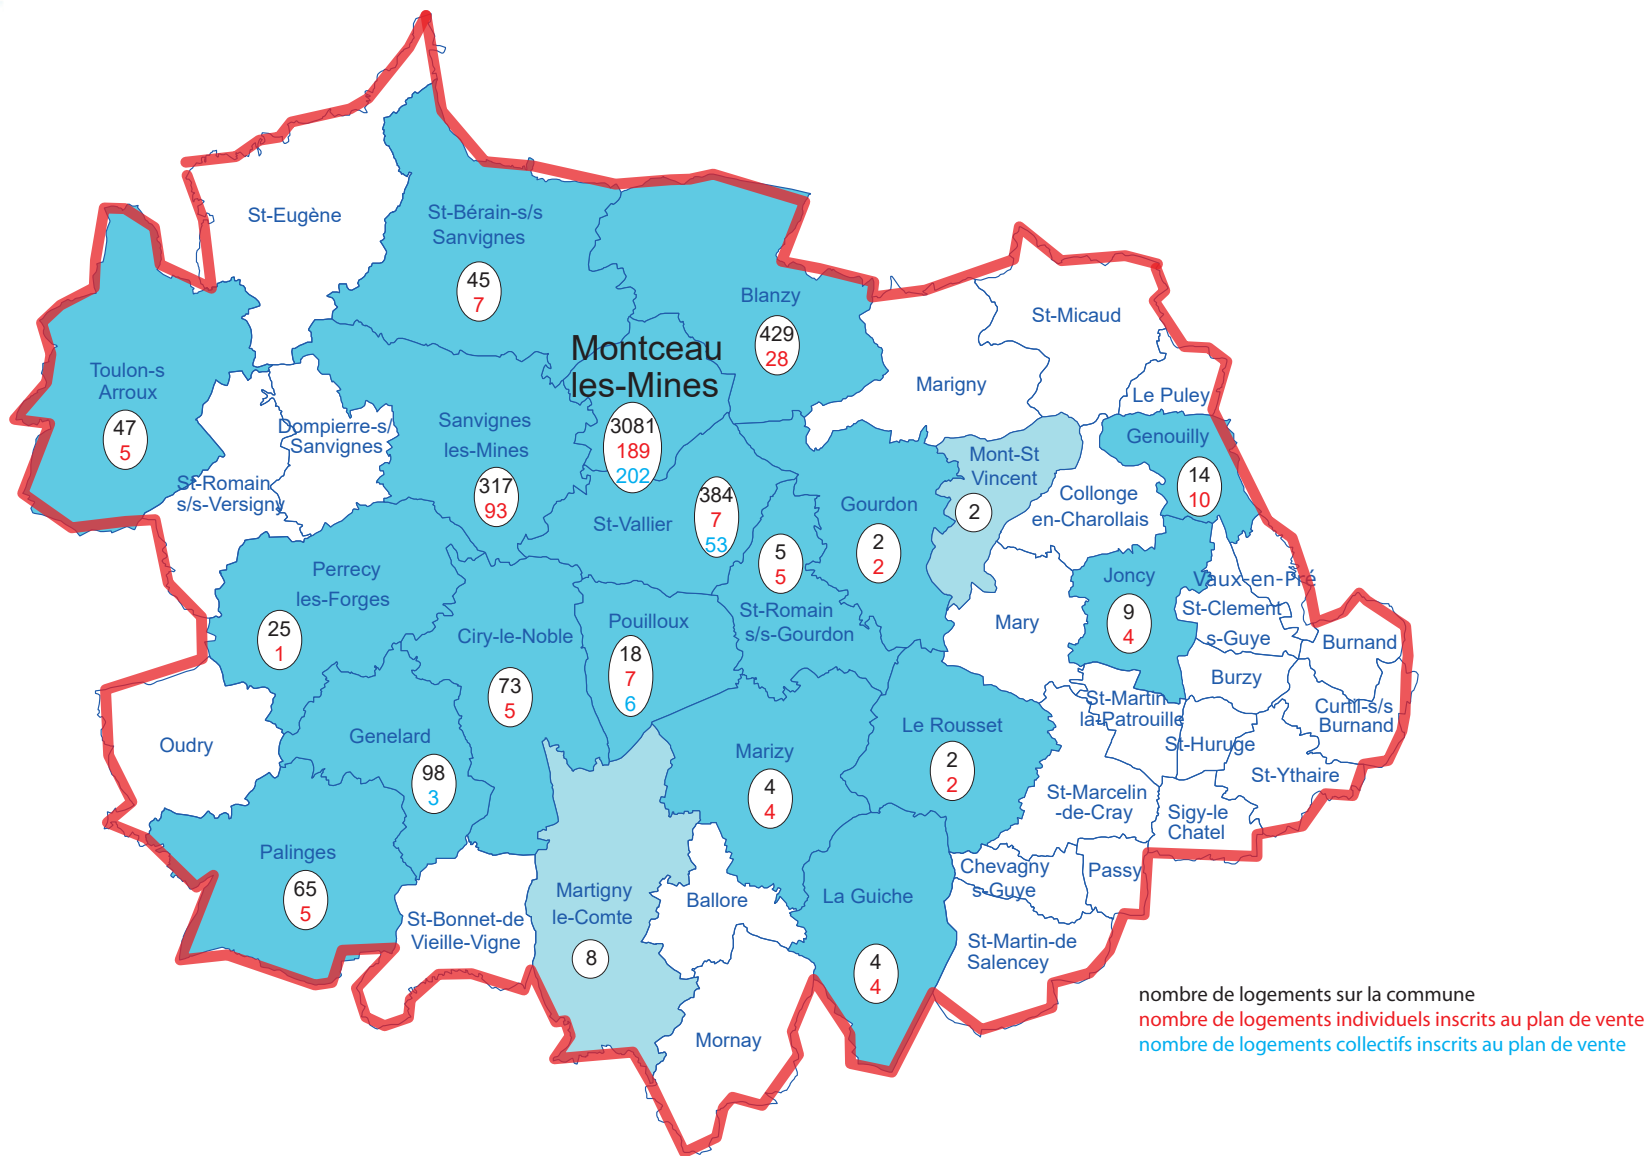 St-Eugène
St-Bérain-s/s
Sanvignes
45
7
Blanzy
429
28
St-Micaud
Marigny
Le Puley
Toulon-s
Arroux
47
5
Montceau
les-Mines
3081
189
202
Dompierre-s/
Sanvignes
St-Romain
s/s-Versigny
Sanvignes
les-Mines
317
93
St-Vallier
384
7
53
Gourdon
2
2
Mont-St
Vincent
2
Collonge
en-Charollais
Genouilly
14
10
5
5
St-Romain
s/s-Gourdon
Perrecy
les-Forges
25
1
Ciry-le-Noble
73
5
Pouilloux
18
7
6
Mary
Joncy
9
4
Vaux-en-Pré
St-Clement
s-Guye
Burnand
Burzy
Curtil-s/s
Burnand
St-Martin
la-Patrouille
St-Huruge
St-Ythaire
Oudry
Genelard
98
3
Marizy
4
4
Le Rousset
2
2
St-Marcelin
-de-Cray
Sigy-le
Chatel
Palinges
65
5
St-Bonnet-de
Vieille-Vigne
Martigny
le-Comte
8
Ballore
La Guiche
4
4
Chevagny
s-Guye
Passy
St-Martin-de
Salencey
Mornay
nombre de logements sur la commune
nombre de logements individuels inscrits au plan de vente
nombre de logements collectifs inscrits au plan de vente